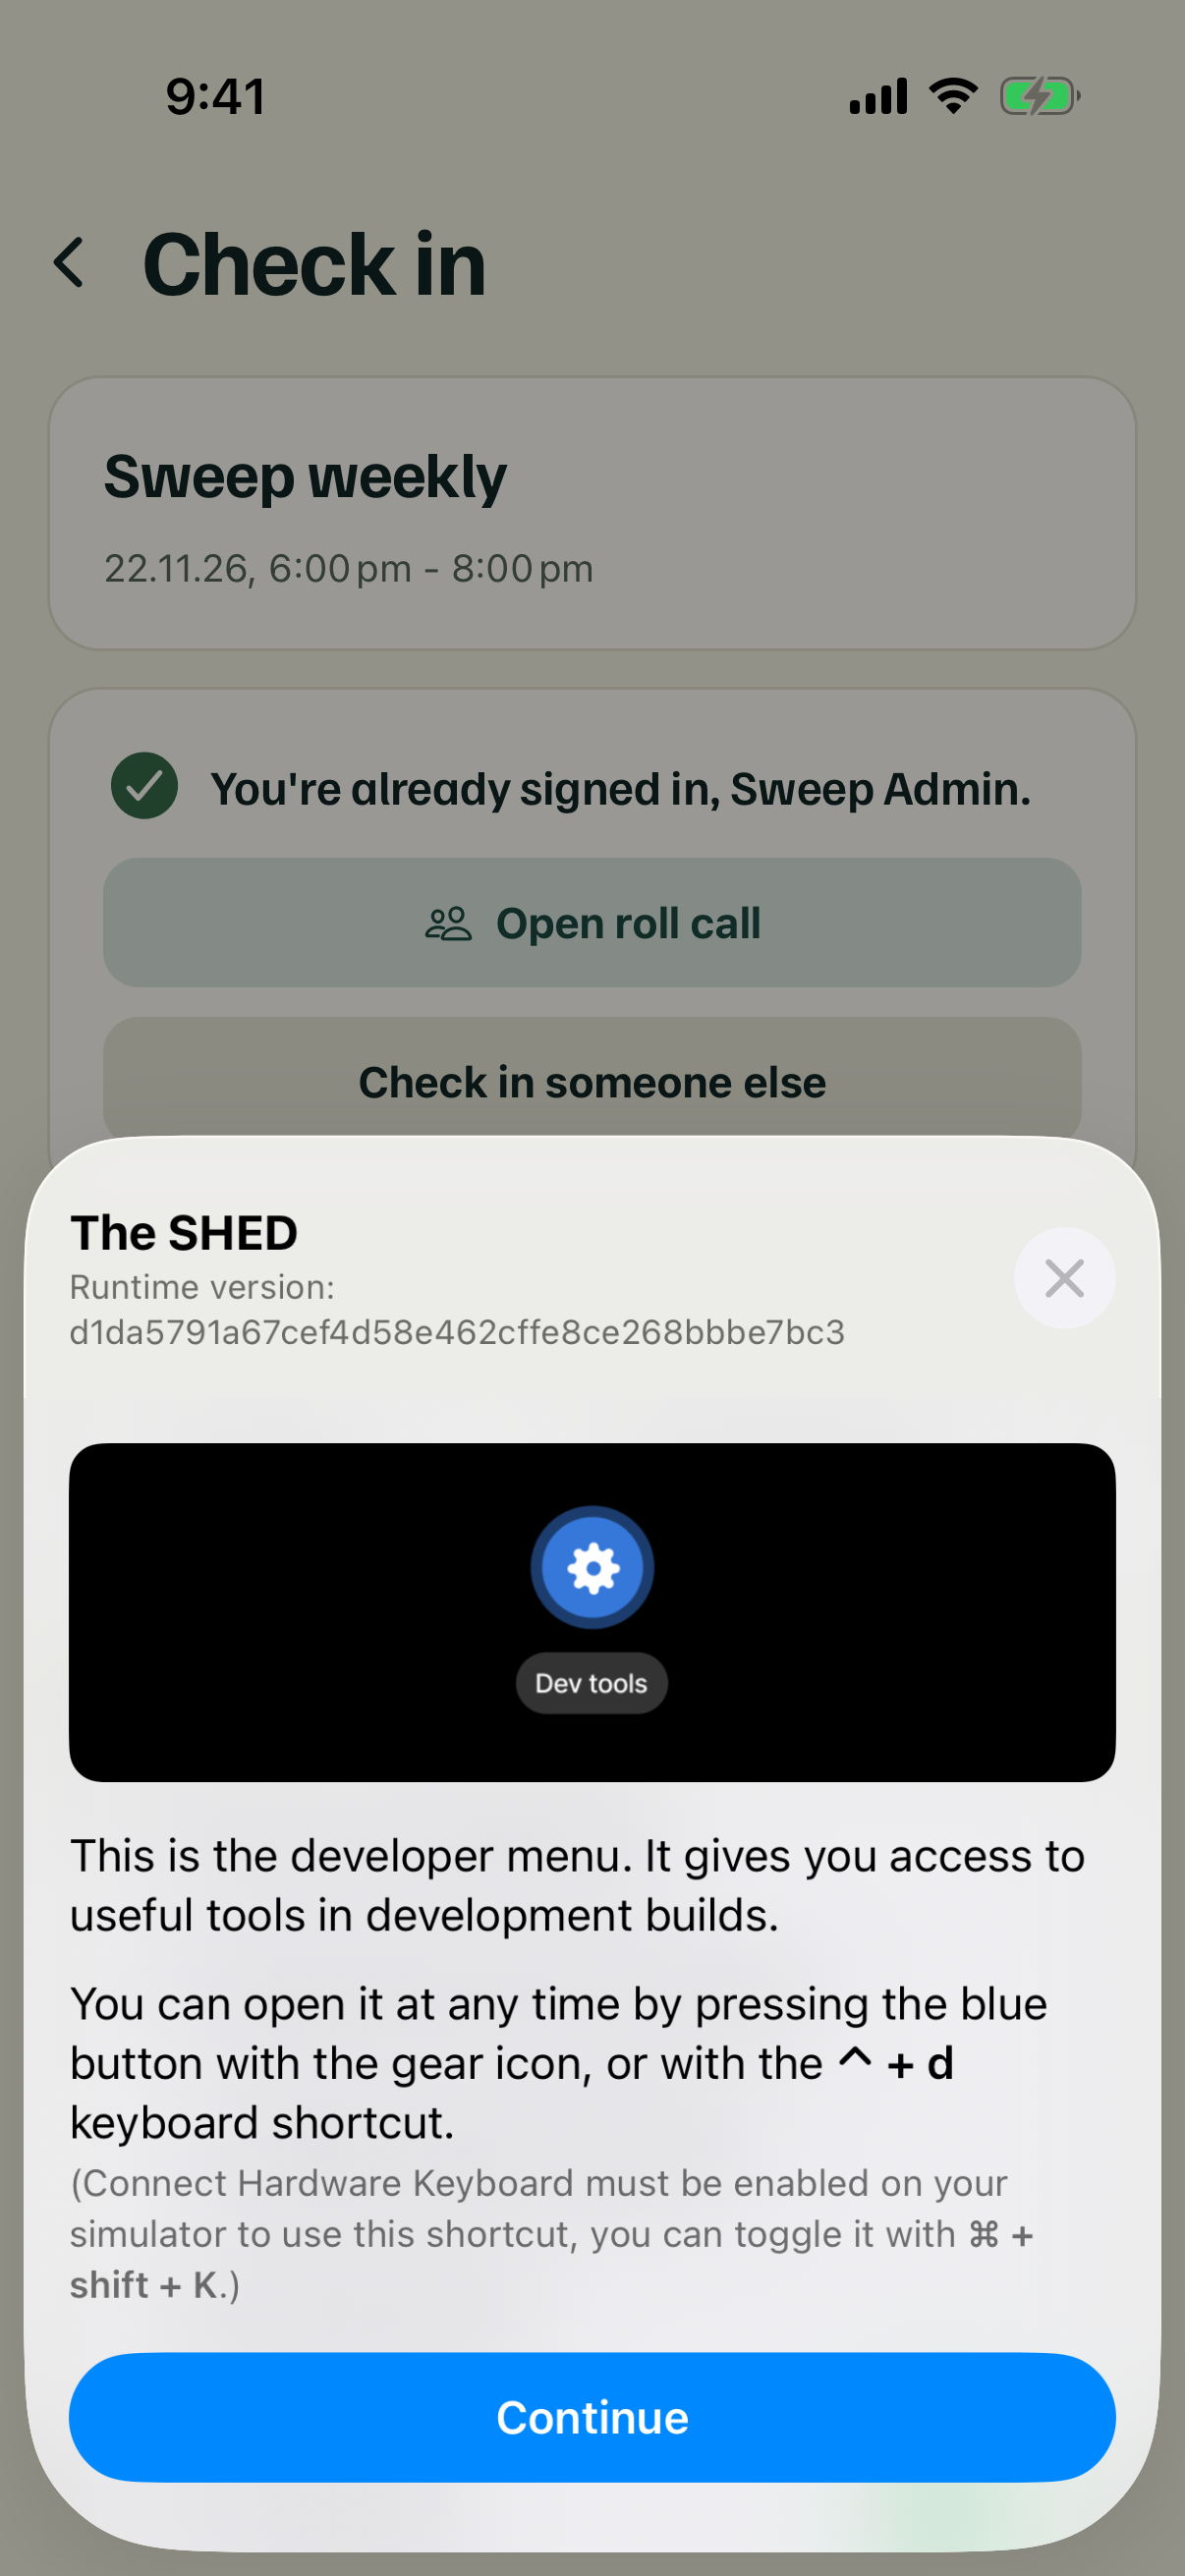 9:41
Check in
Sweep weekly
22.11.26, 6:00 pm - 8:00 pm
You're already signed in, Sweep Admin.
Open roll call
Check in someone else
The SHED
Runtime version:
d1da5791a67cef4d58e462cffe8ce268bbbe7bc3
Dev tools
This is the developer menu. It gives you access to
useful tools in development builds.
You can open it at any time by pressing the blue
button with the gear icon, or with the ^ + d
keyboard shortcut.
(Connect Hardware Keyboard must be enabled on your
simulator to use this shortcut, you can toggle it with ⌘ +
shift + K.)
Continue